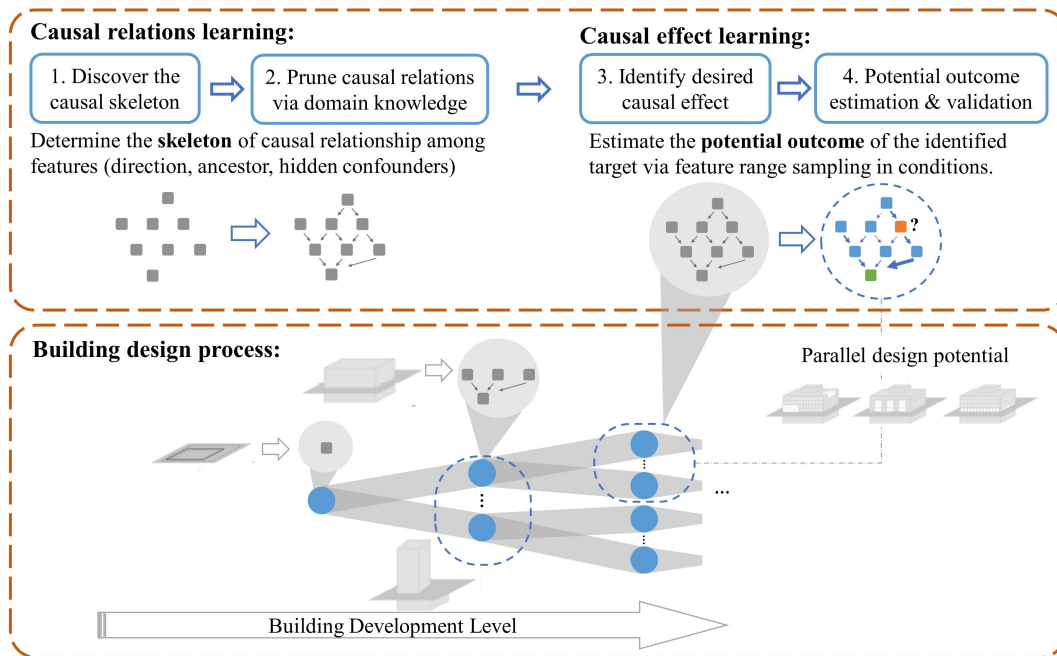 Causal relations learning:
1. Discover the
causal skeleton
2. Prune causal relations
via domain knowledge
Determine the skeleton of causal relationship among
features (direction, ancestor, hidden confounders)
Causal effect learning:
3. Identify desired
causal effect
4. Potential outcome
estimation & validation
Estimate the potential outcome of the identified
target via feature range sampling in conditions.
?
Building design process:
Parallel design potential
...
Building Development Level